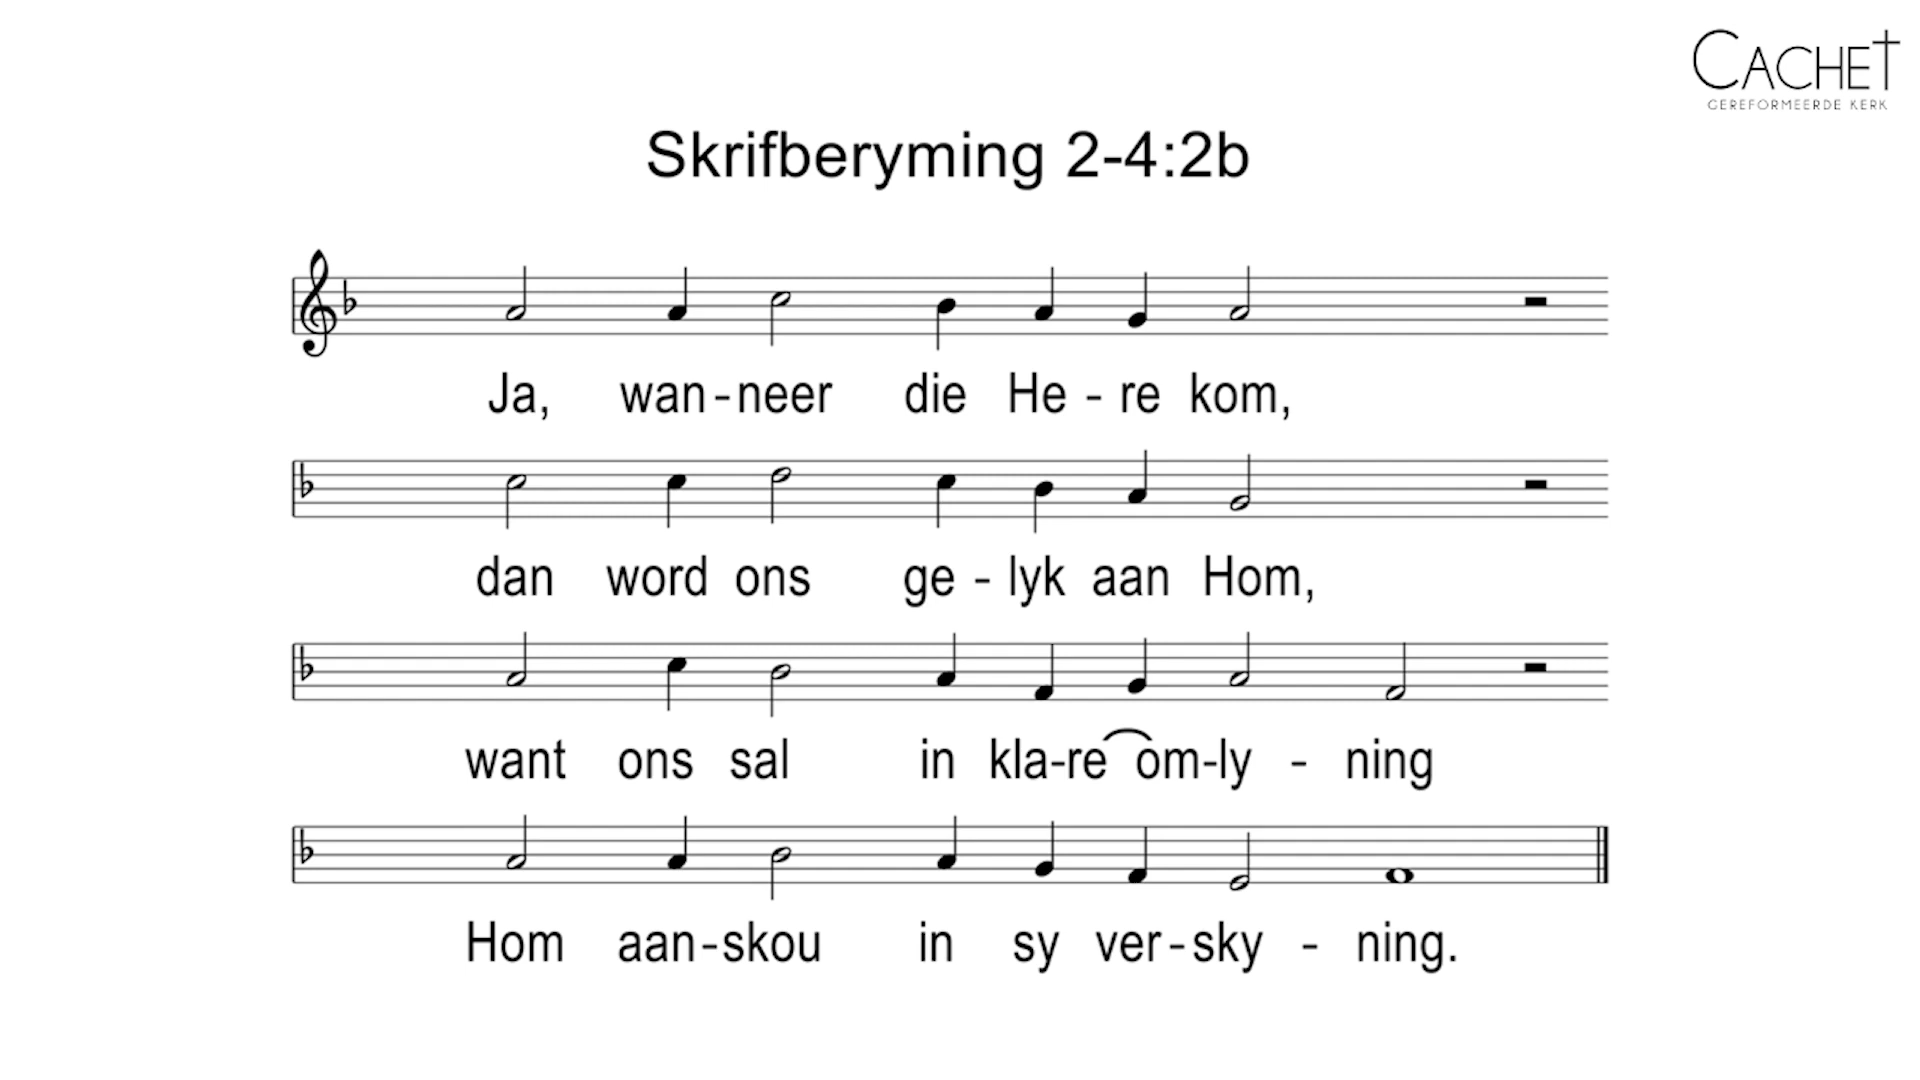 CACHET
GEREFORMEERDE KERK
Skrifberyming 2-4:2b
Ja, wan-neer die He - re kom,
dan word ons ge - lyk aan Hom,
want ons sal in kla-re om-ly - ning
Hom aan-skou in sy ver-sky - ning.